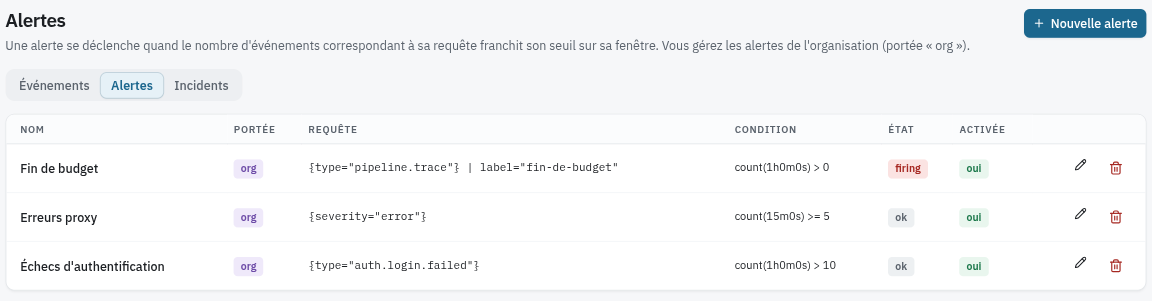 Alertes
+ Nouvelle alerte
Une alerte se déclenche quand le nombre d'événements correspondant à sa requête franchit son seuil sur sa fenêtre. Vous gérez les alertes de l'organisation (portée « org »).
Événements Alertes Incidents
NOM PORTÉE REQUÊTE CONDITION ÉTAT ACTIVÉE
Fin de budget org {type="pipeline.trace"} | label="fin-de-budget" count(1h0m0s) > 0 firing oui
Erreurs proxy org {severity="error"} count(15m0s) >= 5 ok oui
Échecs d'authentification org {type="auth.login.failed"} count(1h0m0s) > 10 ok oui